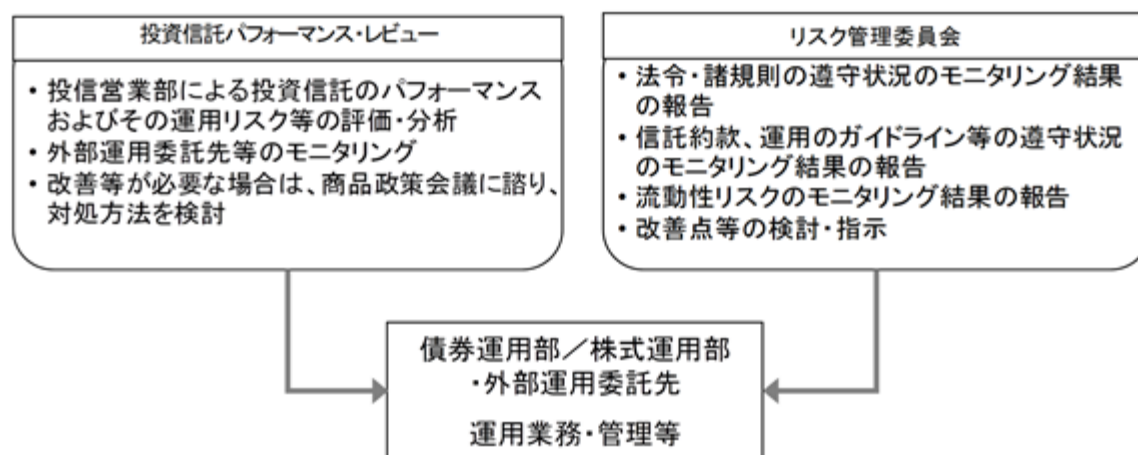 投資信託パフォーマンス・レビュー
・投信営業部による投資信託のパフォーマンス
およびその運用リスク等の評価・分析
・外部運用委託先等のモニタリング
・改善等が必要な場合は、商品政策会議に諮り、
対処方法を検討
リスク管理委員会
・法令・諸規則の遵守状況のモニタリング結果
の報告
・信託約款、運用のガイドライン等の遵守状況
のモニタリング結果の報告
・流動性リスクのモニタリング結果の報告
・改善点等の検討・指示
債券運用部／株式運用部
・外部運用委託先
運用業務・管理等